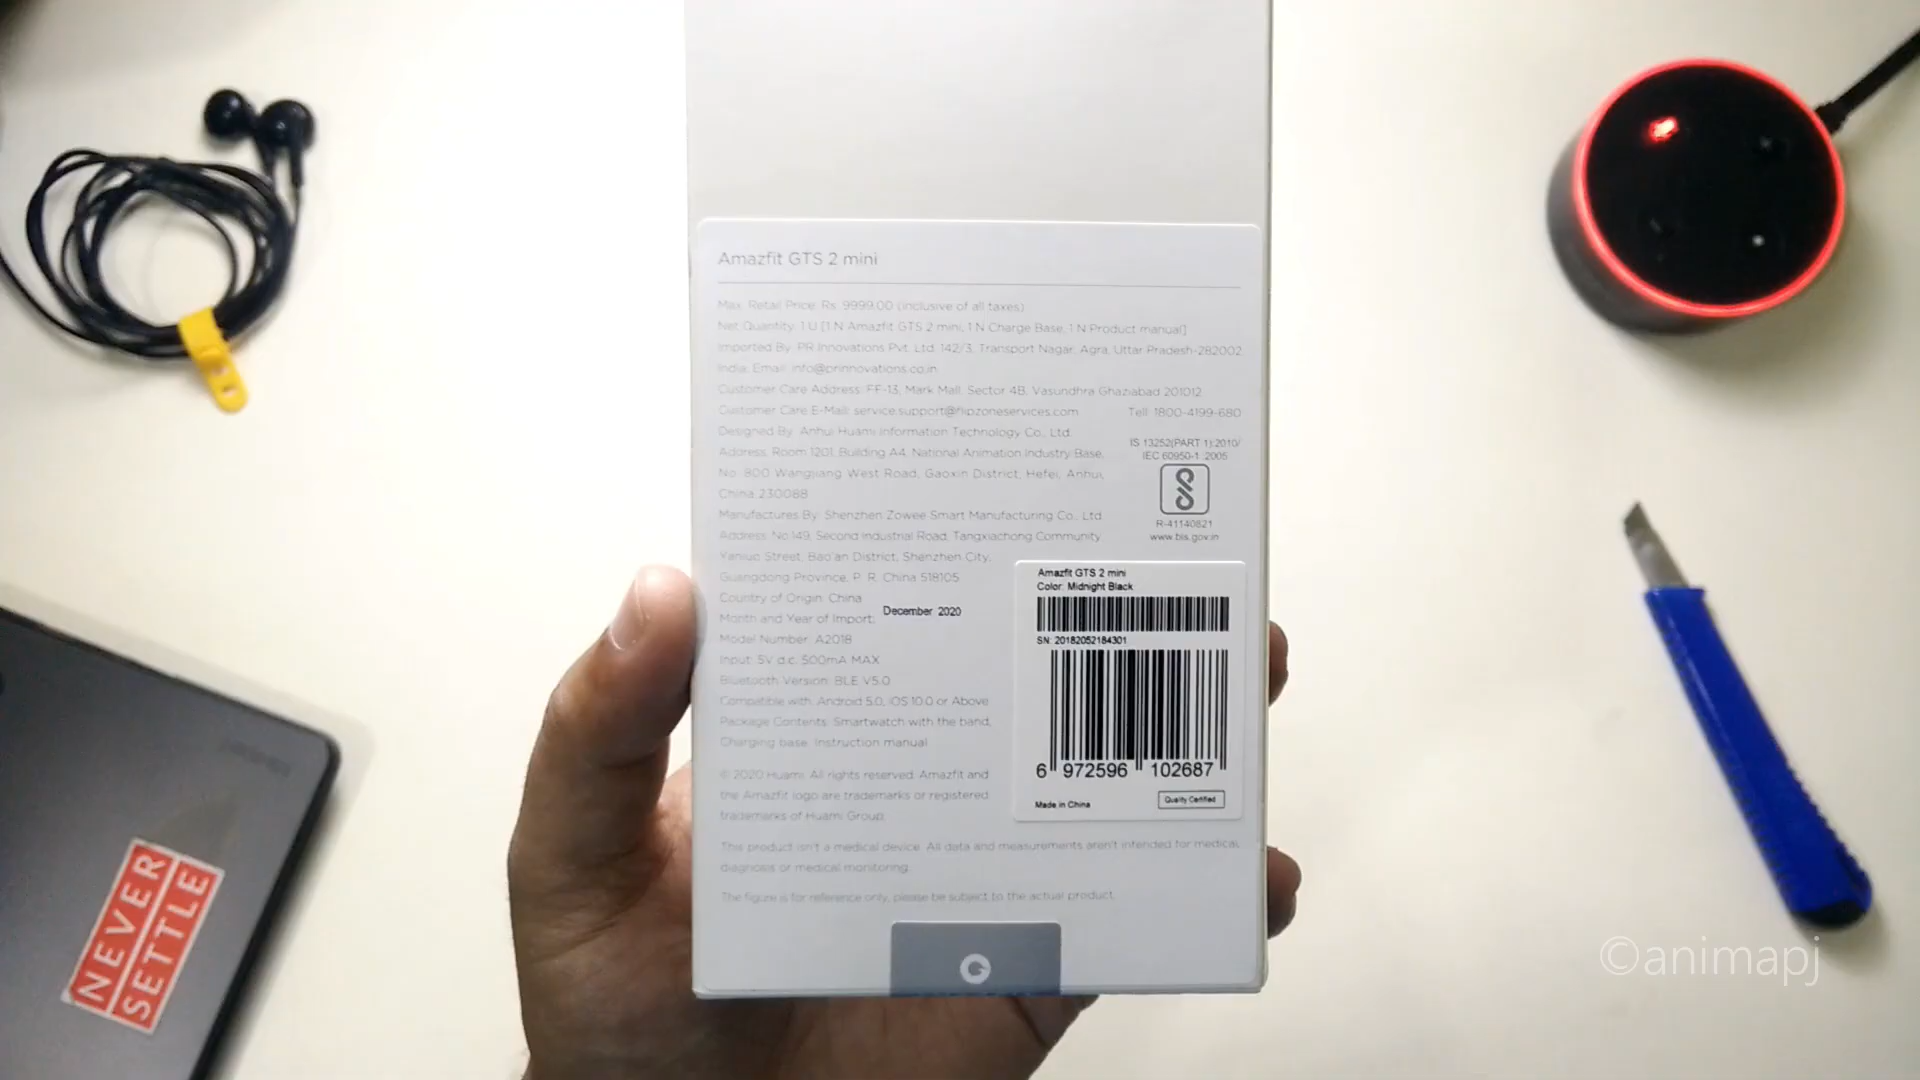 Amazfit GTS 2 mini
Max. Retail Price: Rs. 9999.00 (inclusive of all taxes)
Net Quantity: 1 U [1 N Amazfit GTS 2 mini, 1 N Charge Base, 1 N Product manual]
Imported By: PR Innovations Pvt. Ltd. 142/3, Transport Nagar, Agra, Uttar Pradesh-282002,
India. Email: info@prinnovations.co.in
Customer Care Address: FF-13, Mark Mall, Sector 4B, Vasundhra Ghaziabad 201012
Customer Care E-Mail: service.support@flipzoneservices.com Tell: 1800-4199-680
Designed By: Anhui Huami Information Technology Co., Ltd.
Address: Room 1201, Building A4, National Animation Industry Base,
No. 800 Wangjiang West Road, Gaoxin District, Hefei, Anhui,
China 230088
IS 13252(PART 1):2010/
IEC 60950-1 :2005
R-41140821
www.bis.gov.in
Manufactures By: Shenzhen Zowee Smart Manufacturing Co., Ltd.
Address: No.149, Second Industrial Road, Tangxiachong Community,
Yanluo Street, Bao'an District, Shenzhen City,
Guangdong Province, P. R. China 518105
Country of Origin: China
Month and Year of Import: December 2020
Model Number: A2018
Input: 5V d.c. 500mA MAX
Bluetooth Version: BLE V5.0
Compatible with: Android 5.0, iOS 10.0 or Above
Package Contents: Smartwatch with the band,
Charging base, Instruction manual
© 2020 Huami. All rights reserved. Amazfit and
the Amazfit logo are trademarks or registered
trademarks of Huami Group.
Amazfit GTS 2 mini
Color: Midnight Black
SN: 20182052184301
6 972596 102687
Made in China
Quality Certified
This product isn't a medical device. All data and measurements aren't intended for medical
diagnosis or medical monitoring.
The figure is for reference only, please be subject to the actual product.
NEVER
SETTLE
©animapj